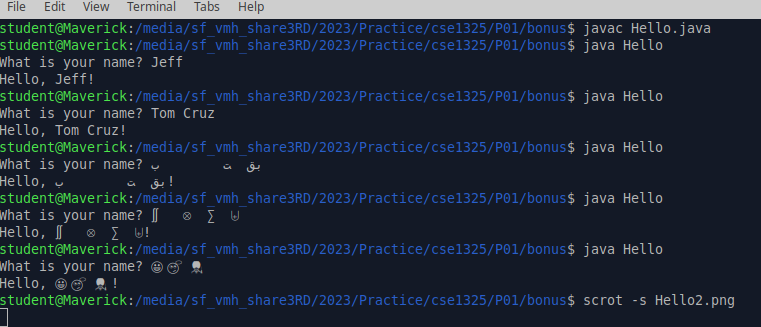 File Edit View Terminal Tabs Help
student@Maverick:/media/sf_vmh_share3RD/2023/Practice/cse1325/P01/bonus$ javac Hello.java
student@Maverick:/media/sf_vmh_share3RD/2023/Practice/cse1325/P01/bonus$ java Hello
What is your name? Jeff
Hello, Jeff!
student@Maverick:/media/sf_vmh_share3RD/2023/Practice/cse1325/P01/bonus$ java Hello
What is your name? Tom Cruz
Hello, Tom Cruz!
student@Maverick:/media/sf_vmh_share3RD/2023/Practice/cse1325/P01/bonus$ java Hello
What is your name? ب ت بق
Hello, ب ت بق!
student@Maverick:/media/sf_vmh_share3RD/2023/Practice/cse1325/P01/bonus$ java Hello
What is your name? ∬ ⊗ ∑ ⊎
Hello, ∬ ⊗ ∑ ⊎!
student@Maverick:/media/sf_vmh_share3RD/2023/Practice/cse1325/P01/bonus$ java Hello
What is your name?
Hello, !
student@Maverick:/media/sf_vmh_share3RD/2023/Practice/cse1325/P01/bonus$ scrot -s Hello2.png